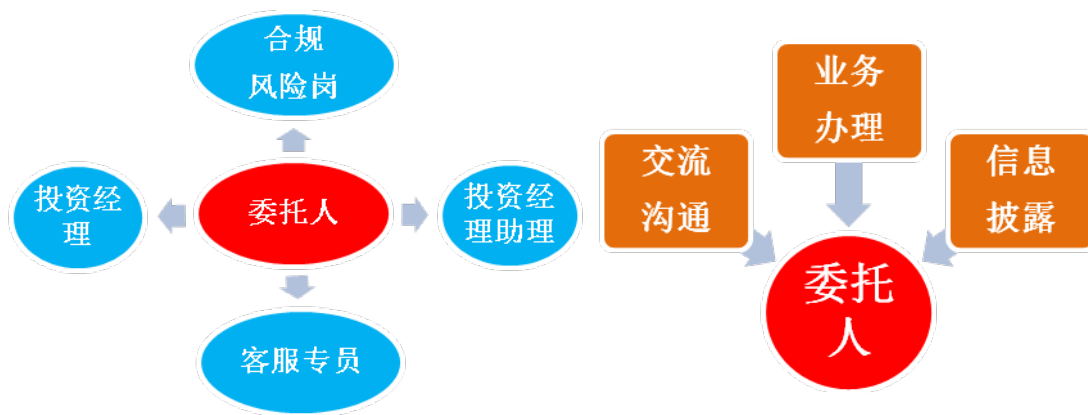 合规
风险岗
投资经
理
委托人
投资经
理助理
客服专员
业务
办理
交流
沟通
信息
披露
委托
人